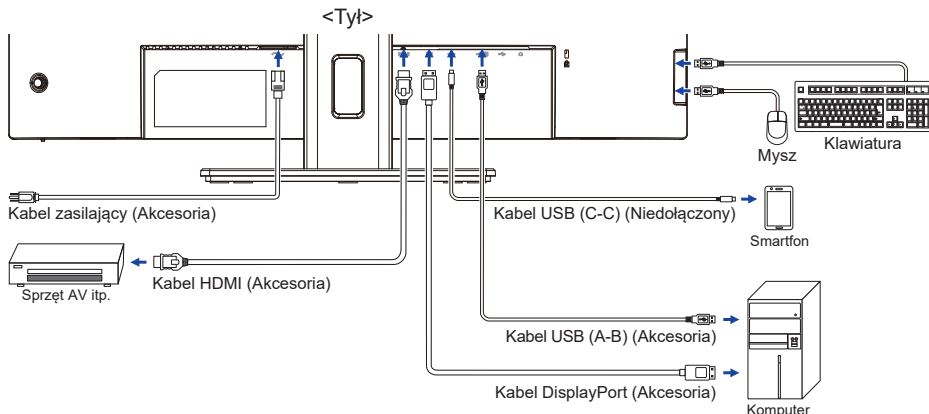 <Tył>
Mysz
Klawiatura
Kabel zasilający (Akcesoria)
Kabel USB (C-C) (Niedołączony)
Smartfon
Kabel HDMI (Akcesoria)
Sprzęt AV itp.
Kabel USB (A-B) (Akcesoria)
Kabel DisplayPort (Akcesoria)
Komputer